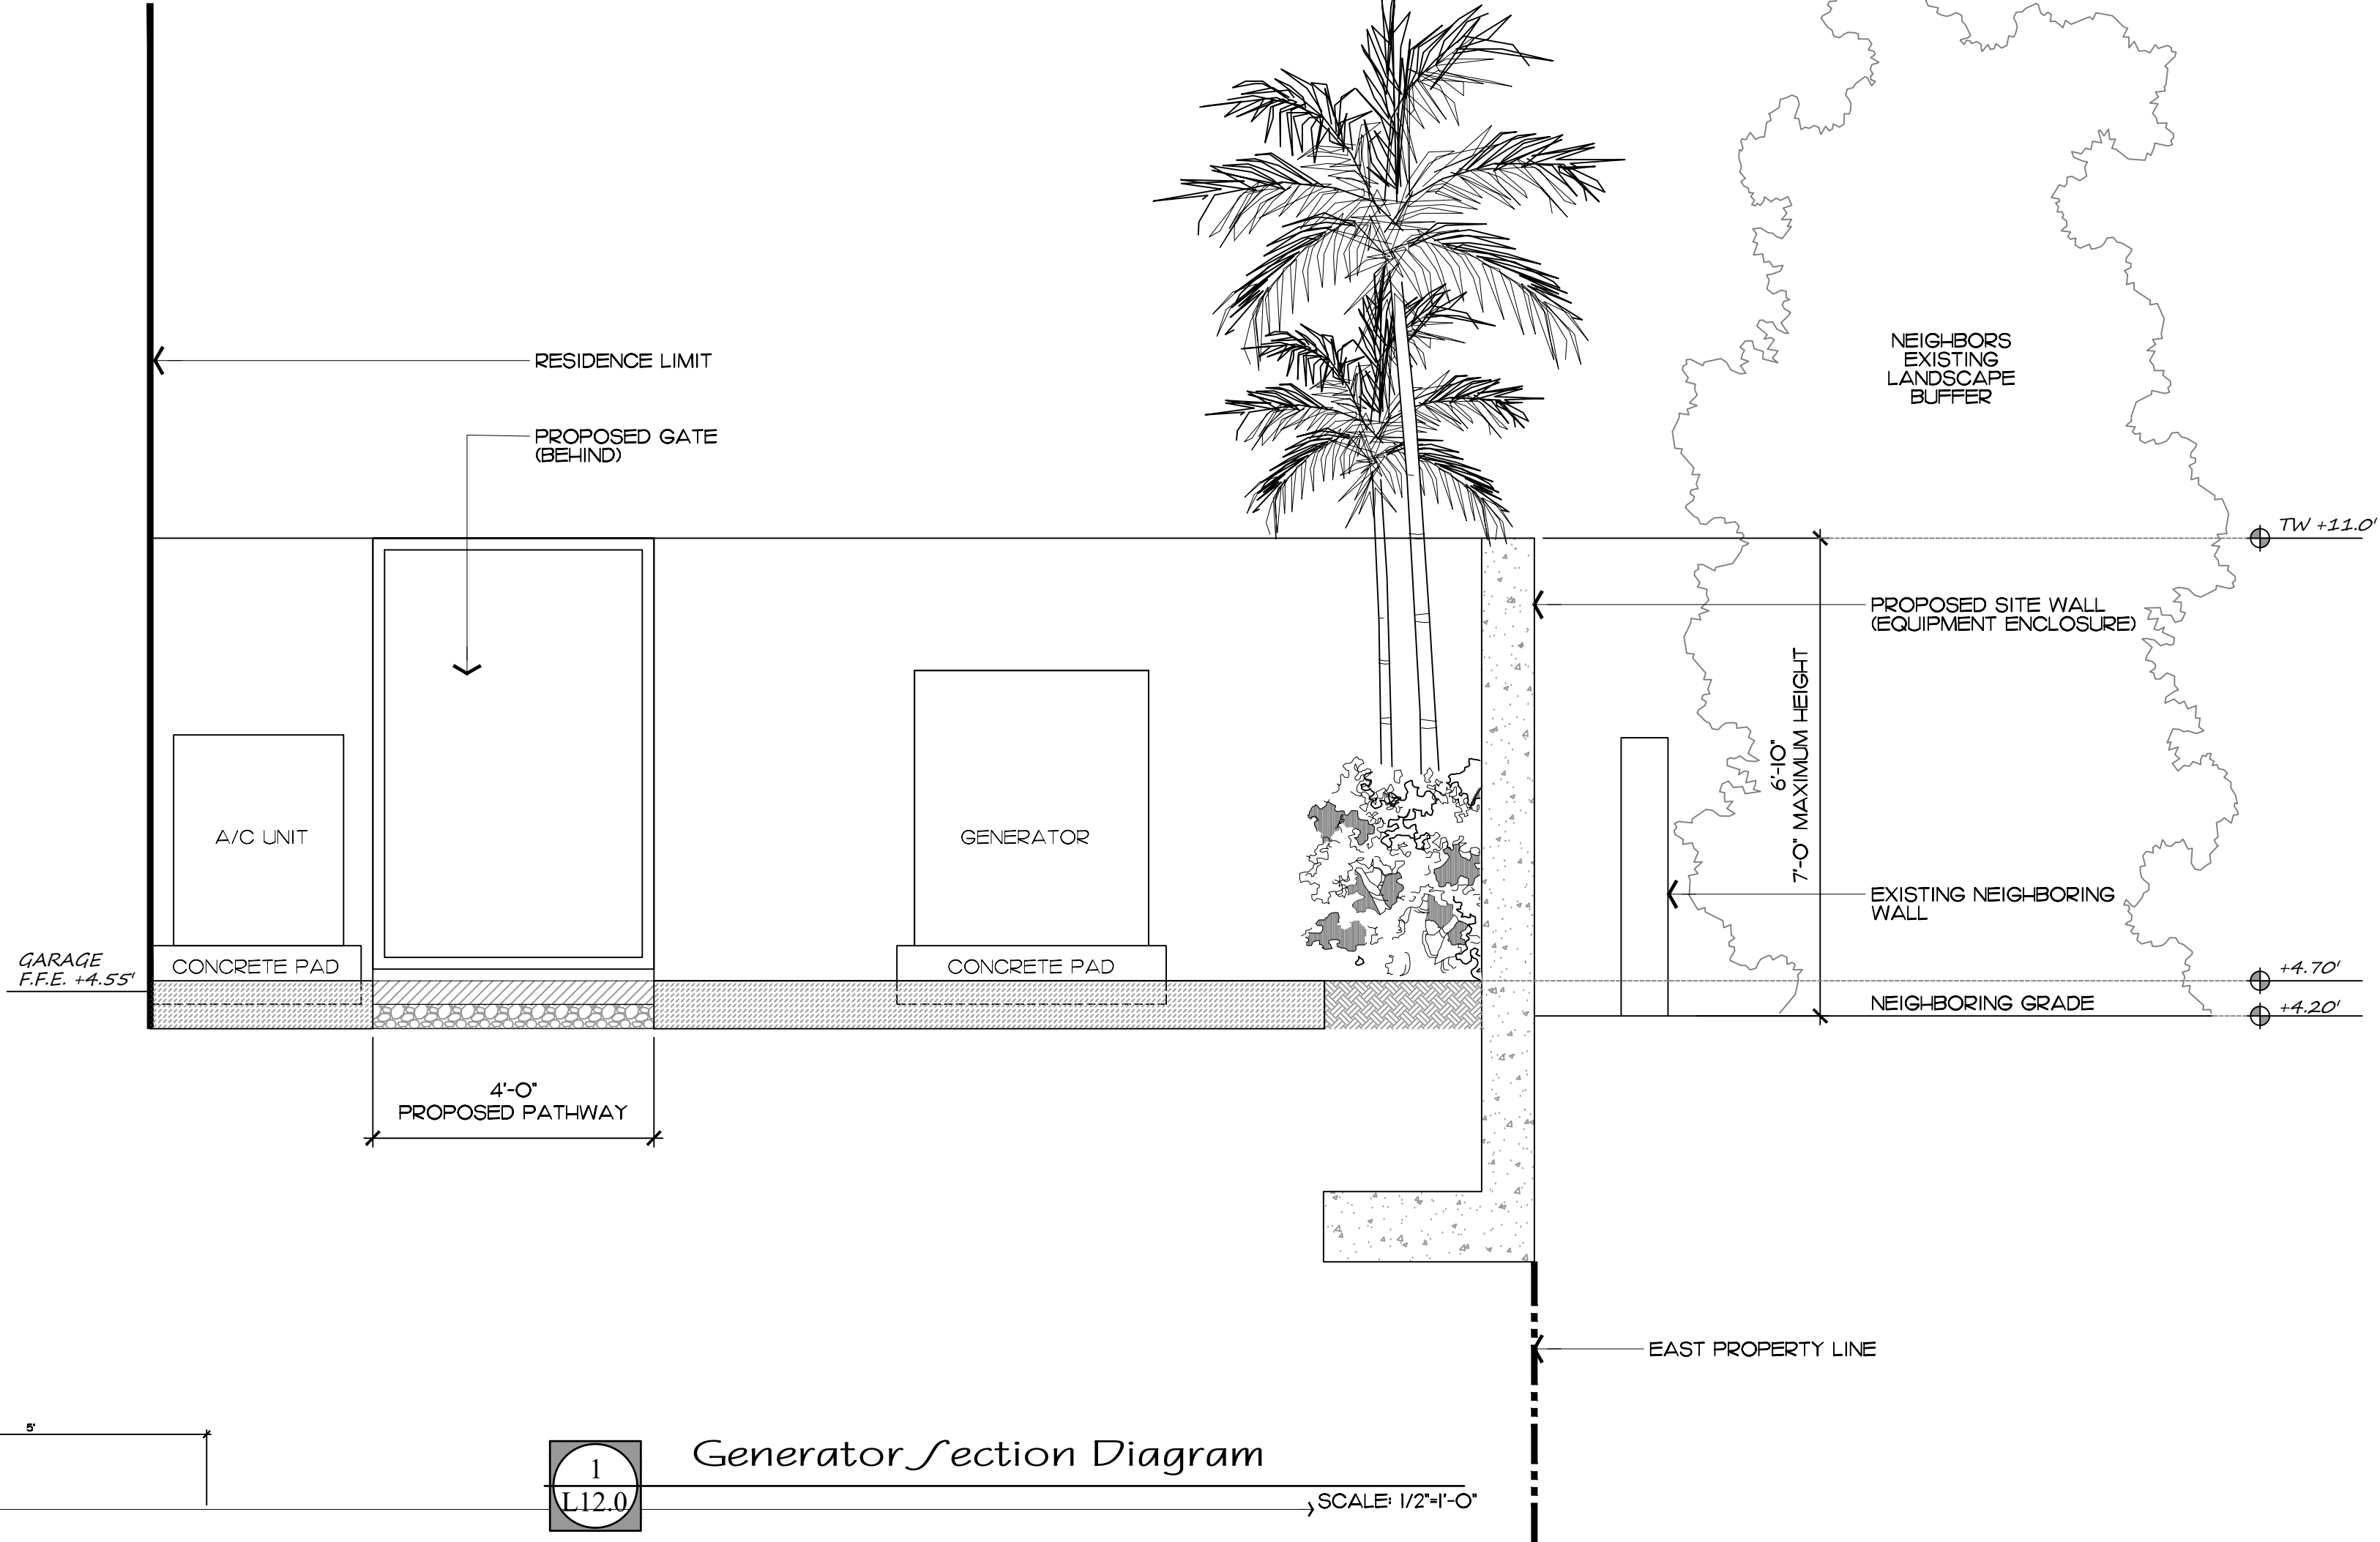 NEIGHBORS
EXISTING
LANDSCAPE
BUFFER
RESIDENCE LIMIT
PROPOSED GATE
(BEHIND)
TW +11.0'
PROPOSED SITE WALL
(EQUIPMENT ENCLOSURE)
6'-10"
7'-0" MAXIMUM HEIGHT
A/C UNIT
GENERATOR
EXISTING NEIGHBORING
WALL
GARAGE
F.F.E. +4.55'
CONCRETE PAD
CONCRETE PAD
+4.70'
NEIGHBORING GRADE
+4.20'
4'-0"
PROPOSED PATHWAY
EAST PROPERTY LINE
5'
1
L12.0
Generator Section Diagram
SCALE: 1/2"=1'-0"